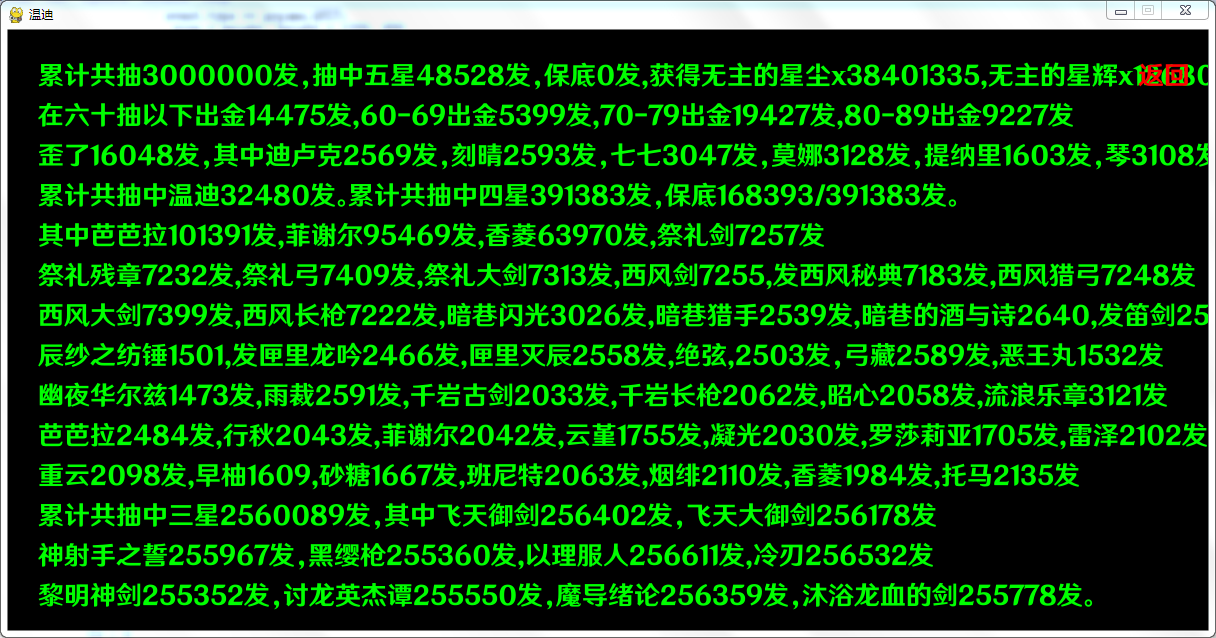 温迪
累计共抽3000000发,抽中五星48528发,保底0发,获得无主的星尘x38401335,无主的星辉x1
返回
在六十抽以下出金14475发,60-69出金5399发,70-79出金19427发,80-89出金9227发
歪了16048发,其中迪卢克2569发,刻晴2593发,七七3047发,莫娜3128发,提纳里1603发,琴3108发
累计共抽中温迪32480发。累计共抽中四星391383发,保底168393/391383发。
其中芭芭拉101391发,菲谢尔95469发,香菱63970发,祭礼剑7257发
祭礼残章7232发,祭礼弓7409发,祭礼大剑7313发,西风剑7255,发西风秘典7183发,西风猎弓7248发
西风大剑7399发,西风长枪7222发,暗巷闪光3026发,暗巷猎手2539发,暗巷的酒与诗2640,发笛剑25
辰纱之纺锤1501,发匣里龙吟2466发,匣里灭辰2558发,绝弦,2503发,弓藏2589发,恶王丸1532发
幽夜华尔兹1473发,雨裁2591发,千岩古剑2033发,千岩长枪2062发,昭心2058发,流浪乐章3121发
芭芭拉2484发,行秋2043发,菲谢尔2042发,云堇1755发,凝光2030发,罗莎莉亚1705发,雷泽2102发
重云2098发,早柚1609,砂糖1667发,班尼特2063发,烟绯2110发,香菱1984发,托马2135发
累计共抽中三星2560089发,其中飞天御剑256402发,飞天大御剑256178发
神射手之誓255967发,黑缨枪255360发,以理服人256611发,冷刃256532发
黎明神剑255352发,讨龙英杰谭255550发,魔导绪论256359发,沐浴龙血的剑255778发。